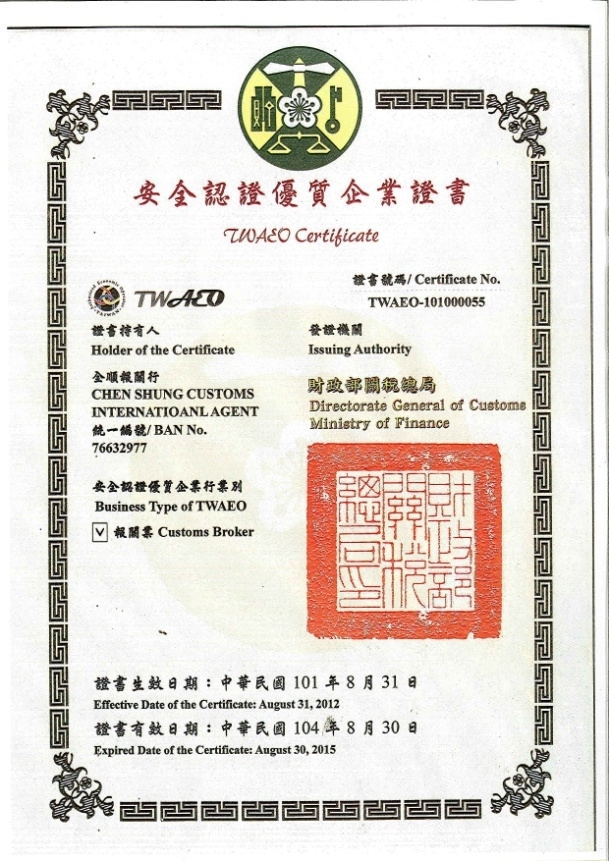 安全認證優質企業證書
TWAEO Certificate
證書號碼/ Certificate No.
TWAEO-101000055
TWAEO
證書持有人
Holder of the Certificate
全順報關行
CHEN SHUNG CUSTOMS
INTERNATIOANL AGENT
統一編號/ BAN No.
76632977
安全認證優質企業行業別
Business Type of TWAEO
報關業 Customs Broker
發證機關
Issuing Authority
財政部關稅總局
Directorate General of Customs
Ministry of Finance
財政部關稅總局印
證書生效日期：中華民國 101 年 8 月 31 日
Effective Date of the Certificate: August 31, 2012
證書有效日期：中華民國 104 年 8 月 30 日
Expired Date of the Certificate: August 30, 2015